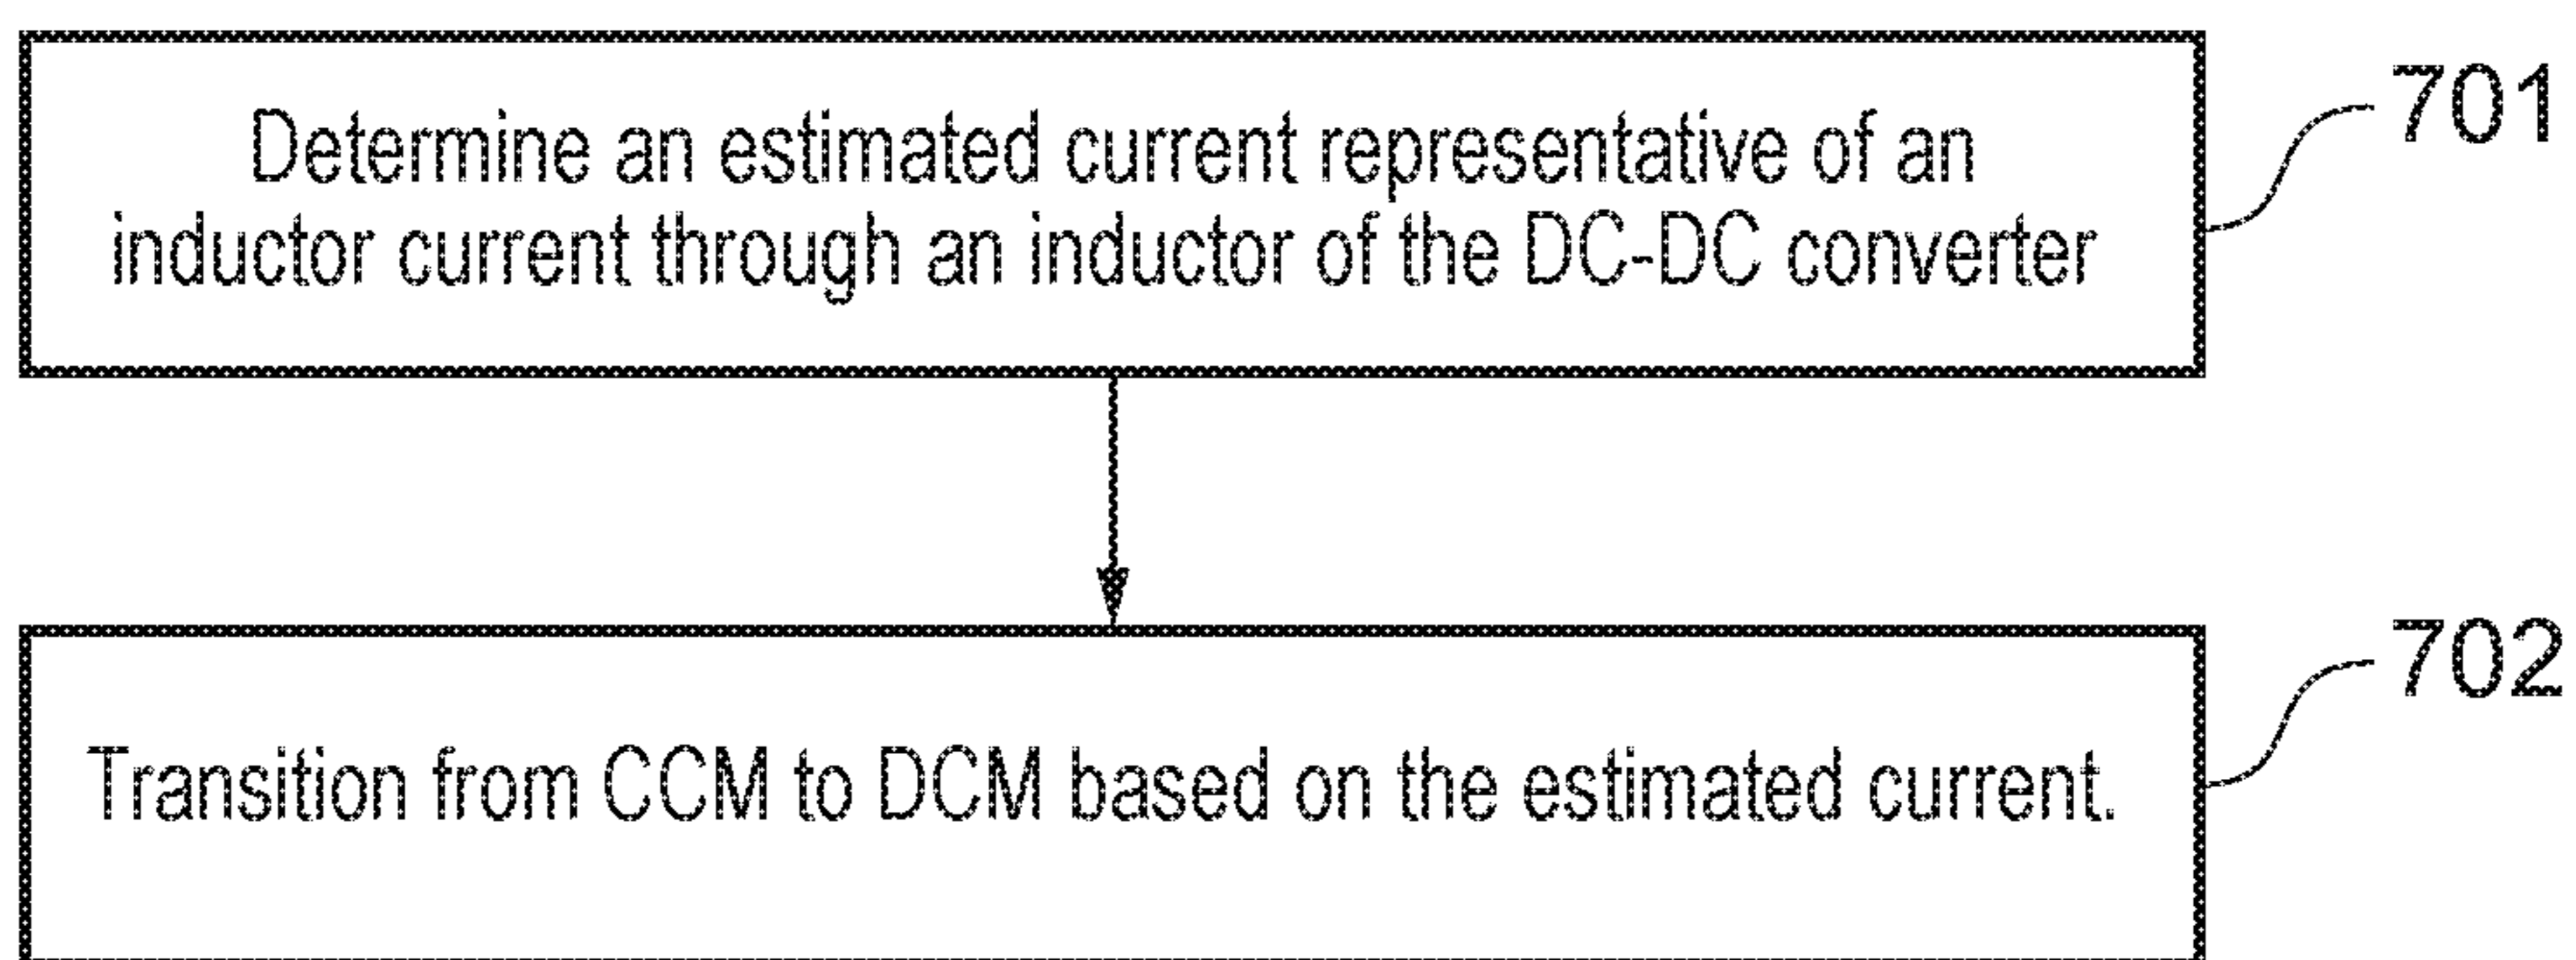 Determine an estimated current representative of an
inductor current through an inductor of the DC-DC converter
701
Transition from CCM to DCM based on the estimated current.
702